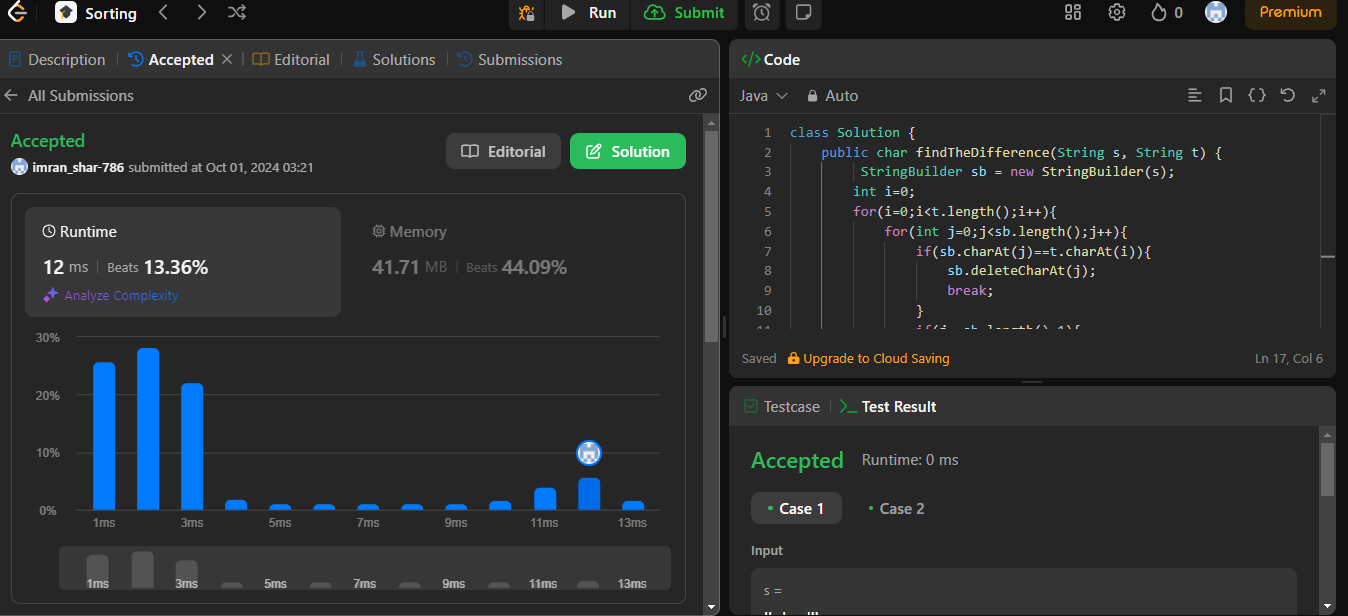 Sorting
Run
Submit
0
Premium
Description
Accepted
Editorial
Solutions
Submissions
All Submissions
Accepted
imran_shar-786 submitted at Oct 01, 2024 03:21
Editorial
Solution
Runtime
12 ms | Beats 13.36%
Analyze Complexity
Memory
41.71 MB | Beats 44.09%
30%
20%
10%
0%
1ms 3ms 5ms 7ms 9ms 11ms 13ms
1ms 3ms 5ms 7ms 9ms 11ms 13ms
</> Code
Java Auto
1 class Solution {
2 public char findTheDifference(String s, String t) {
3 StringBuilder sb = new StringBuilder(s);
4 int i=0;
5 for(i=0;i<t.length();i++){
6 for(int j=0;j<sb.length();j++){
7 if(sb.charAt(j)==t.charAt(i)){
8 sb.deleteCharAt(j);
9 break;
10 }
Saved Upgrade to Cloud Saving
Ln 17, Col 6
Testcase
Test Result
Accepted Runtime: 0 ms
• Case 1 • Case 2
Input
s =